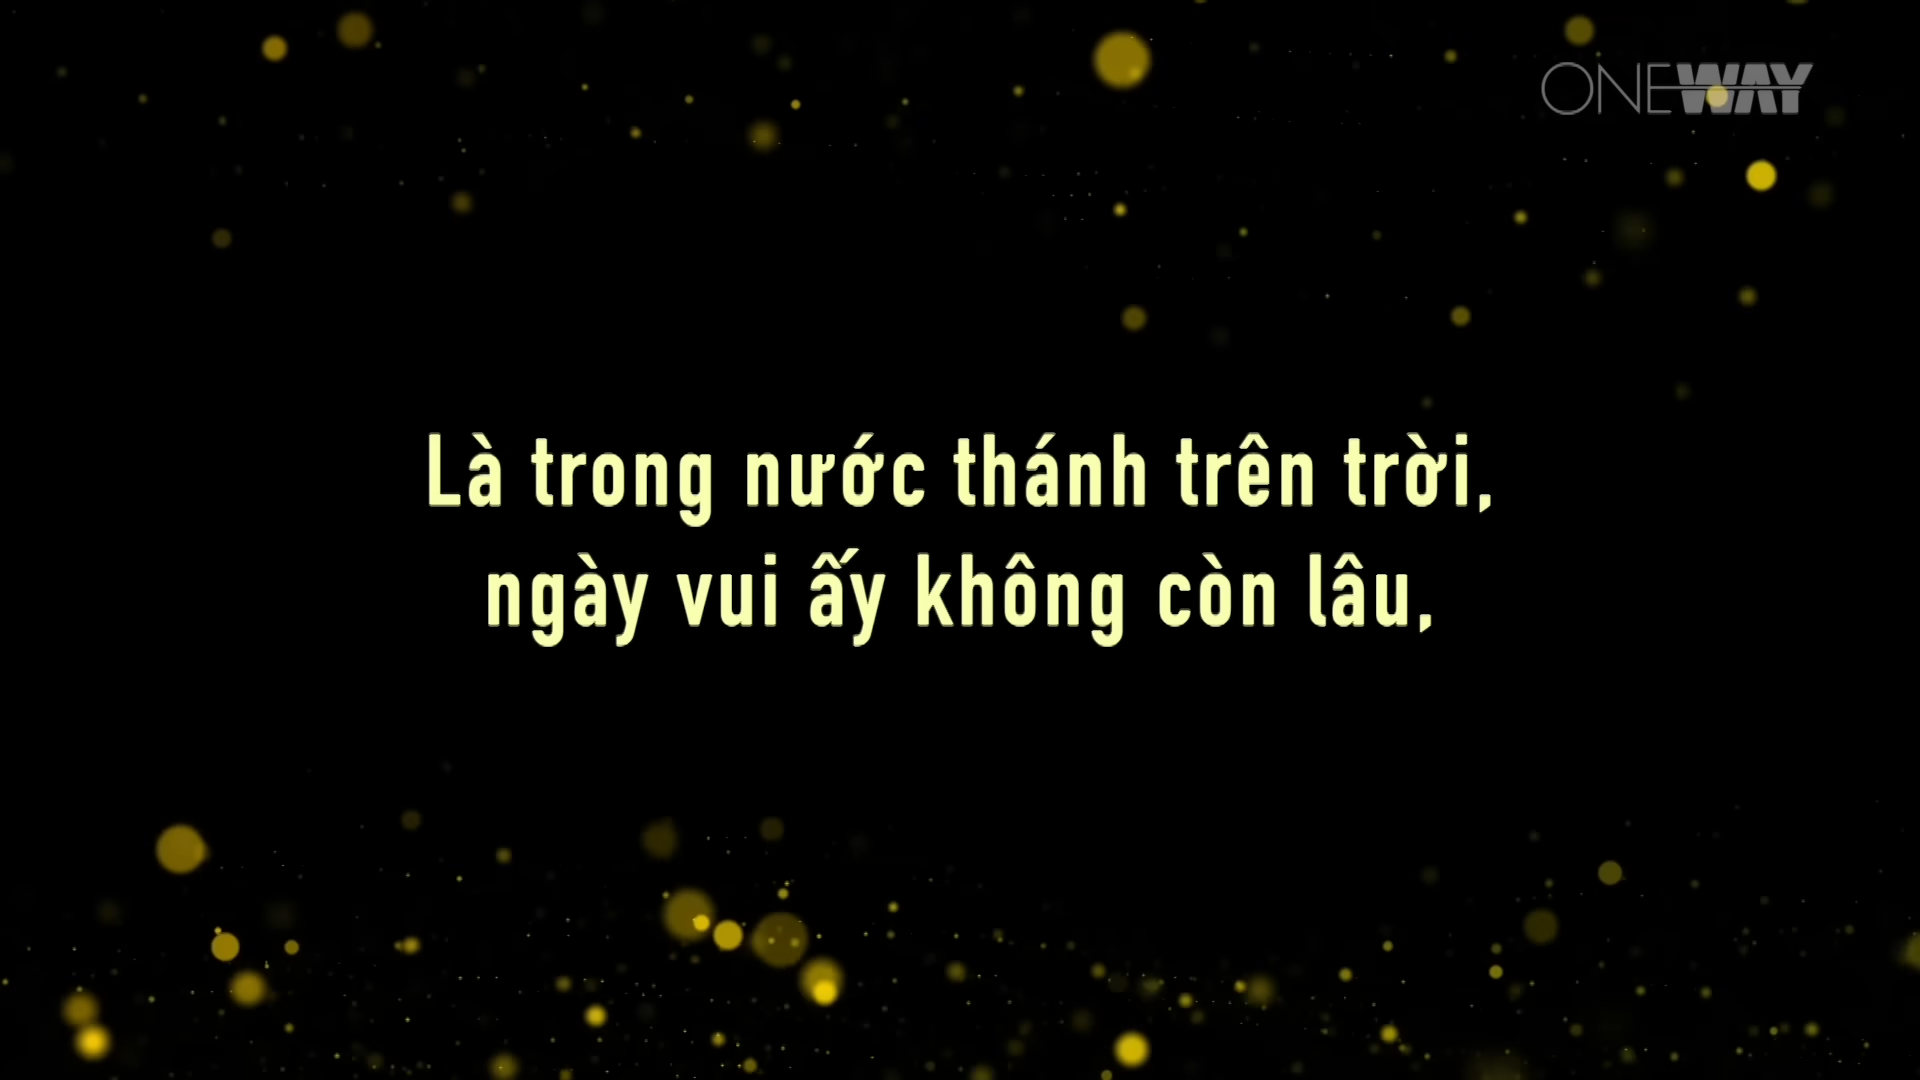 ONEWAY
Là trong nước thánh trên trời,
ngày vui ấy không còn lâu,